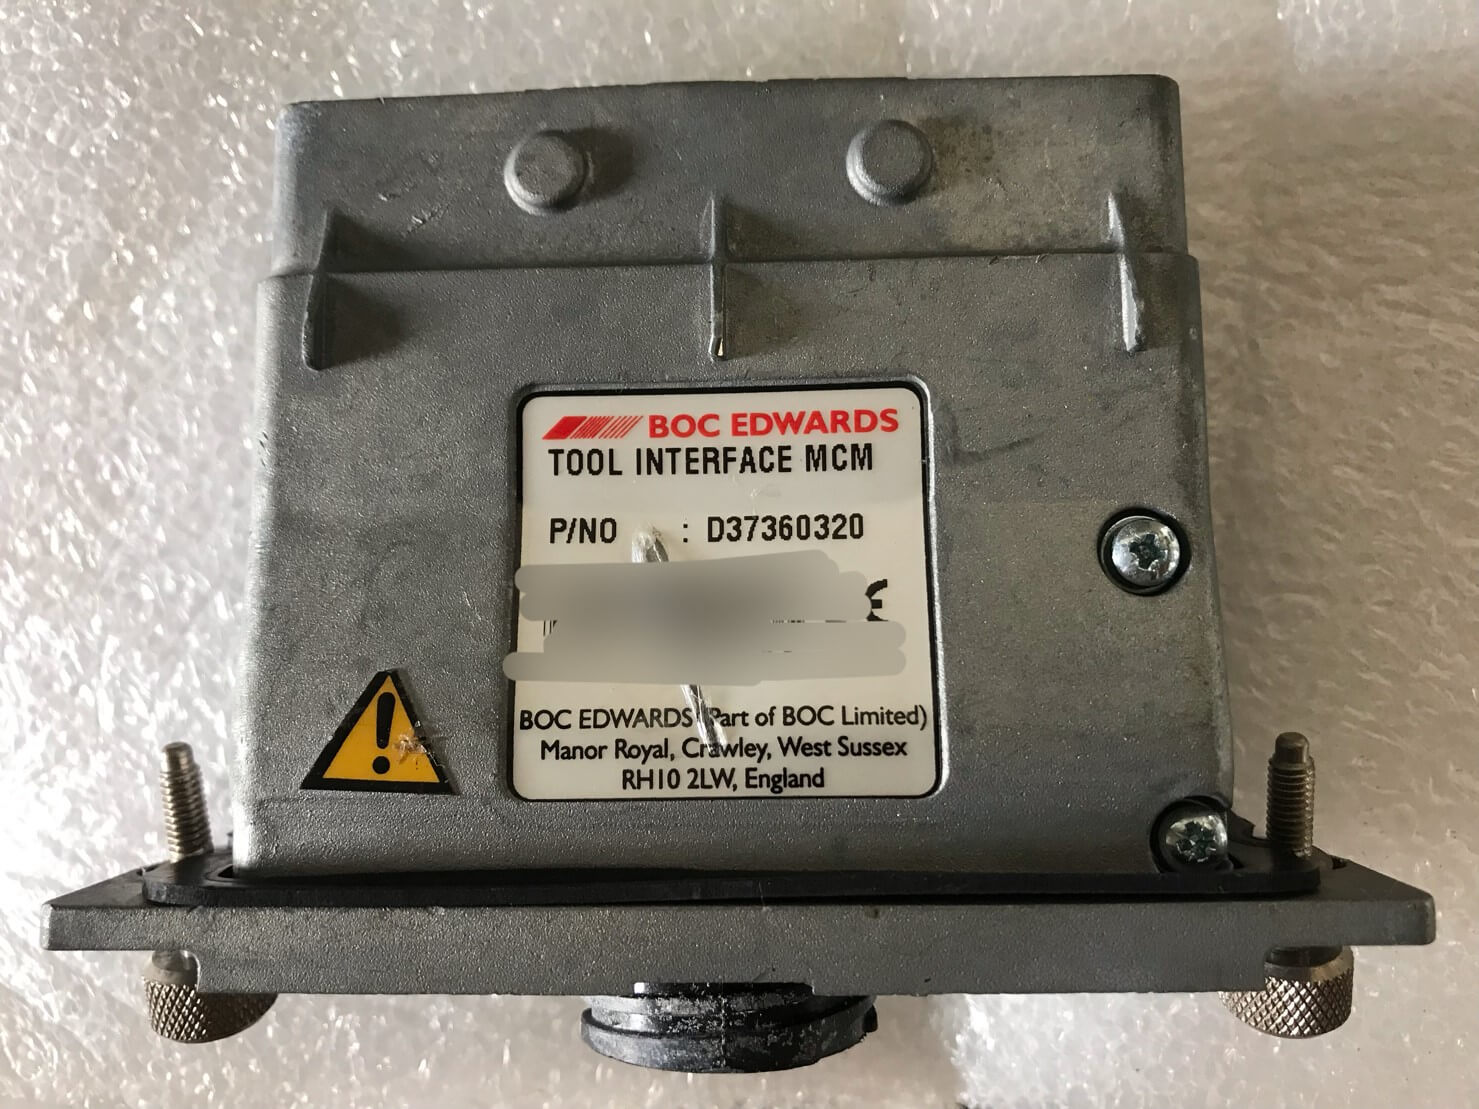 BOC EDWARDS
TOOL INTERFACE MCM
P/NO : D37360320
BOC EDWARDS (Part of BOC Limited)
Manor Royal, Crawley, West Sussex
RH10 2LW, England